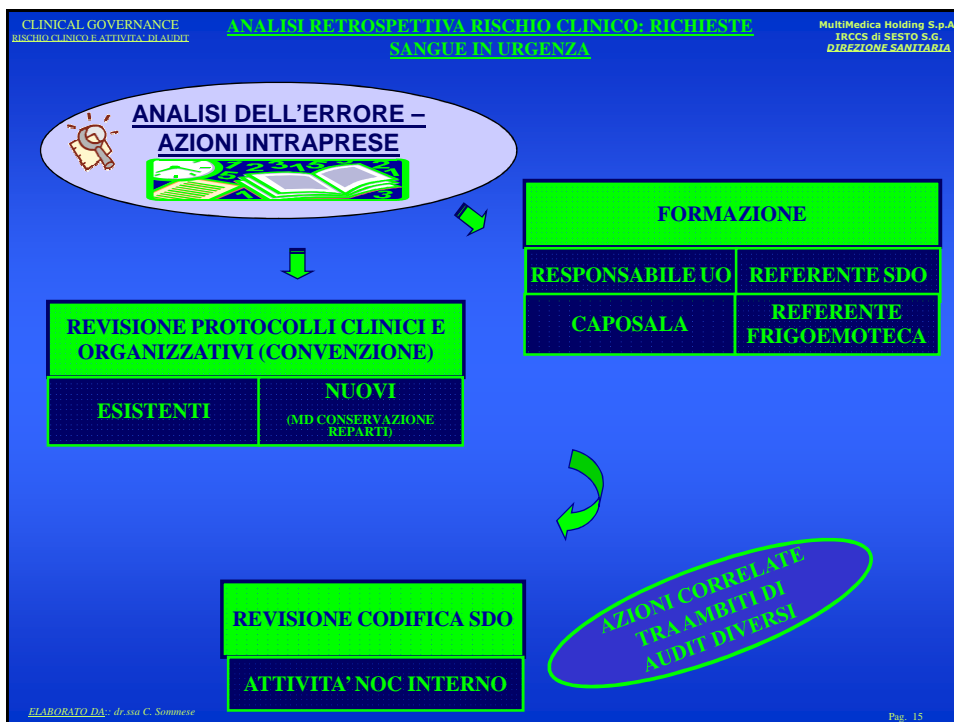 CLINICAL GOVERNANCE
RISCHIO CLINICO E ATTIVITA' DI AUDIT
ANALISI RETROSPETTIVA RISCHIO CLINICO: RICHIESTE
SANGUE IN URGENZA
MultiMedica Holding S.p.A
IRCCS di SESTO S.G.
DIREZIONE SANITARIA
ANALISI DELL'ERRORE –
AZIONI INTRAPRESE
FORMAZIONE
RESPONSABILE UO
REFERENTE SDO
CAPOSALA
REFERENTE
FRIGOEMOTECA
REVISIONE PROTOCOLLI CLINICI E
ORGANIZZATIVI (CONVENZIONE)
ESISTENTI
NUOVI
(MD CONSERVAZIONE
REPARTI)
REVISIONE CODIFICA SDO
ATTIVITA' NOC INTERNO
AZIONI CORRELATE
TRA AMBITI DI
AUDIT DIVERSI
ELABORATO DA:: dr.ssa C. Sommese
Pag. 15